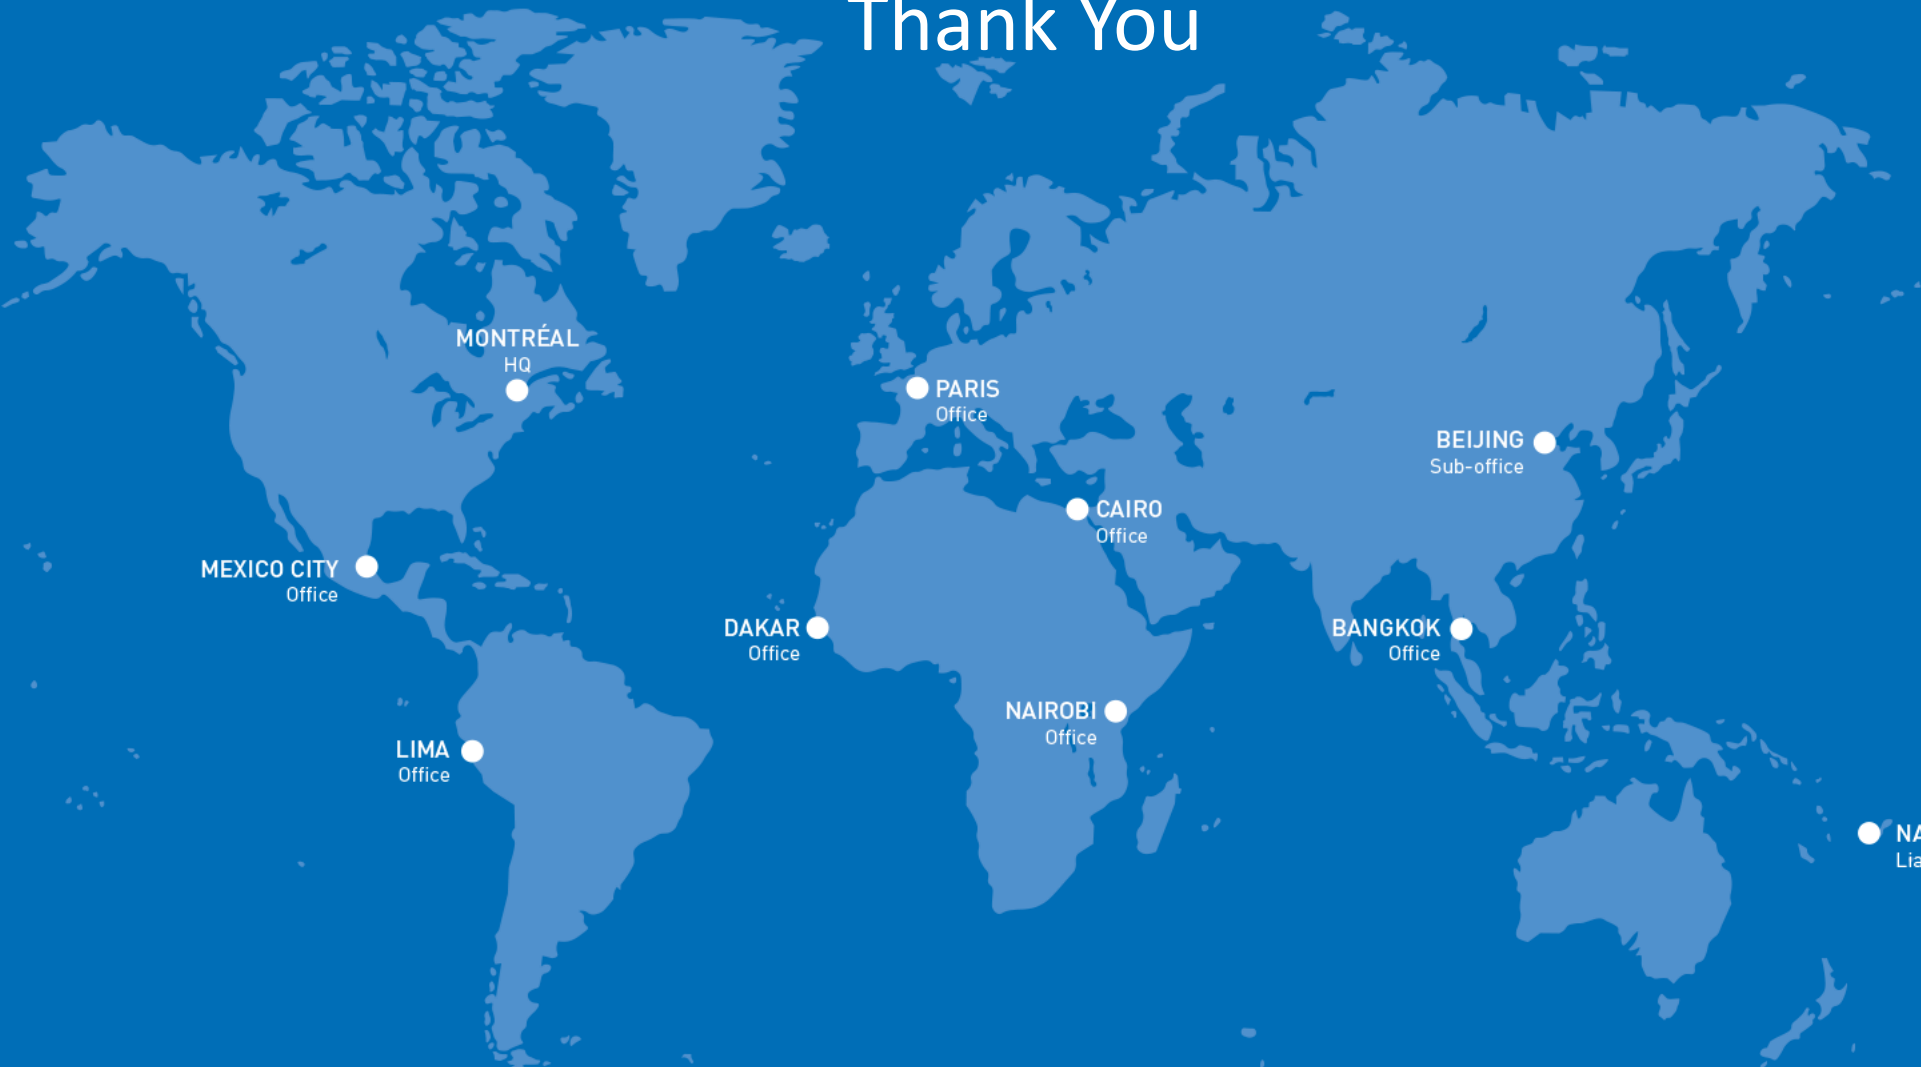 Thank You
MONTRÉAL
HQ
PARIS
Office
BEIJING
Sub-office
CAIRO
Office
MEXICO CITY
Office
DAKAR
Office
BANGKOK
Office
NAIROBI
Office
LIMA
Office